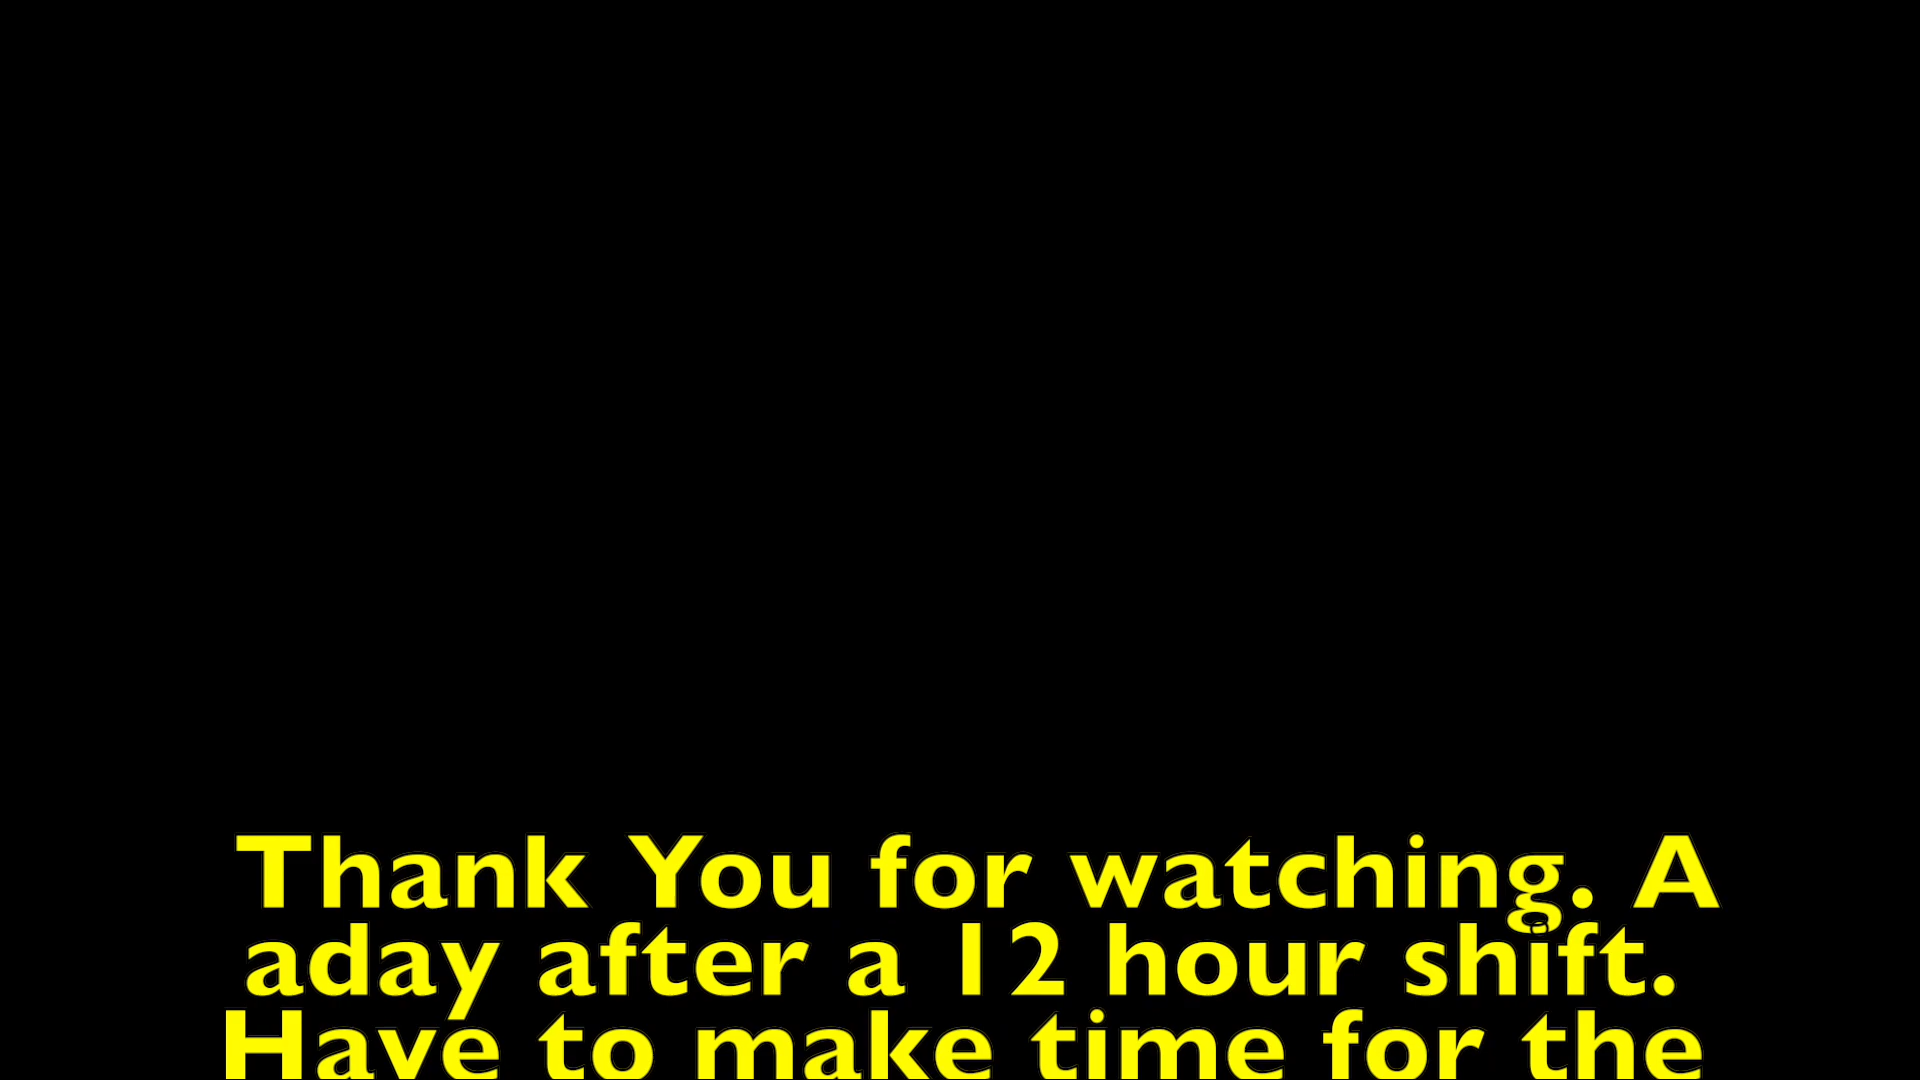 Thank You for watching. A
aday after a 12 hour shift.
Have to make time for the